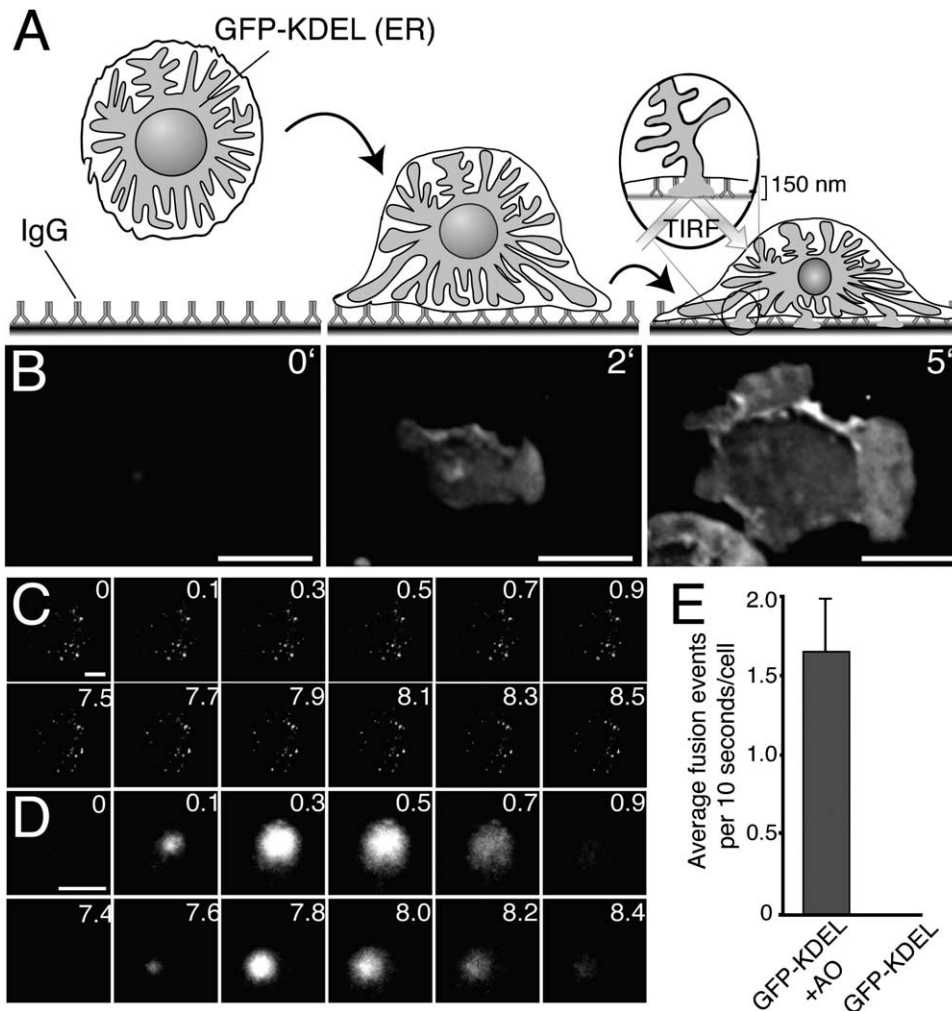 A
GFP-KDEL (ER)
IgG
150 nm
TIRF
B
0‘
2‘
5‘
C
0
0.1
0.3
0.5
0.7
0.9
7.5
7.7
7.9
8.1
8.3
8.5
D
0
0.1
0.3
0.5
0.7
0.9
7.4
7.6
7.8
8.0
8.2
8.4
E
Average fusion events
per 10 seconds/cell
2.0
1.5
1.0
0.5
0
GFP-KDEL
+AO
GFP-KDEL